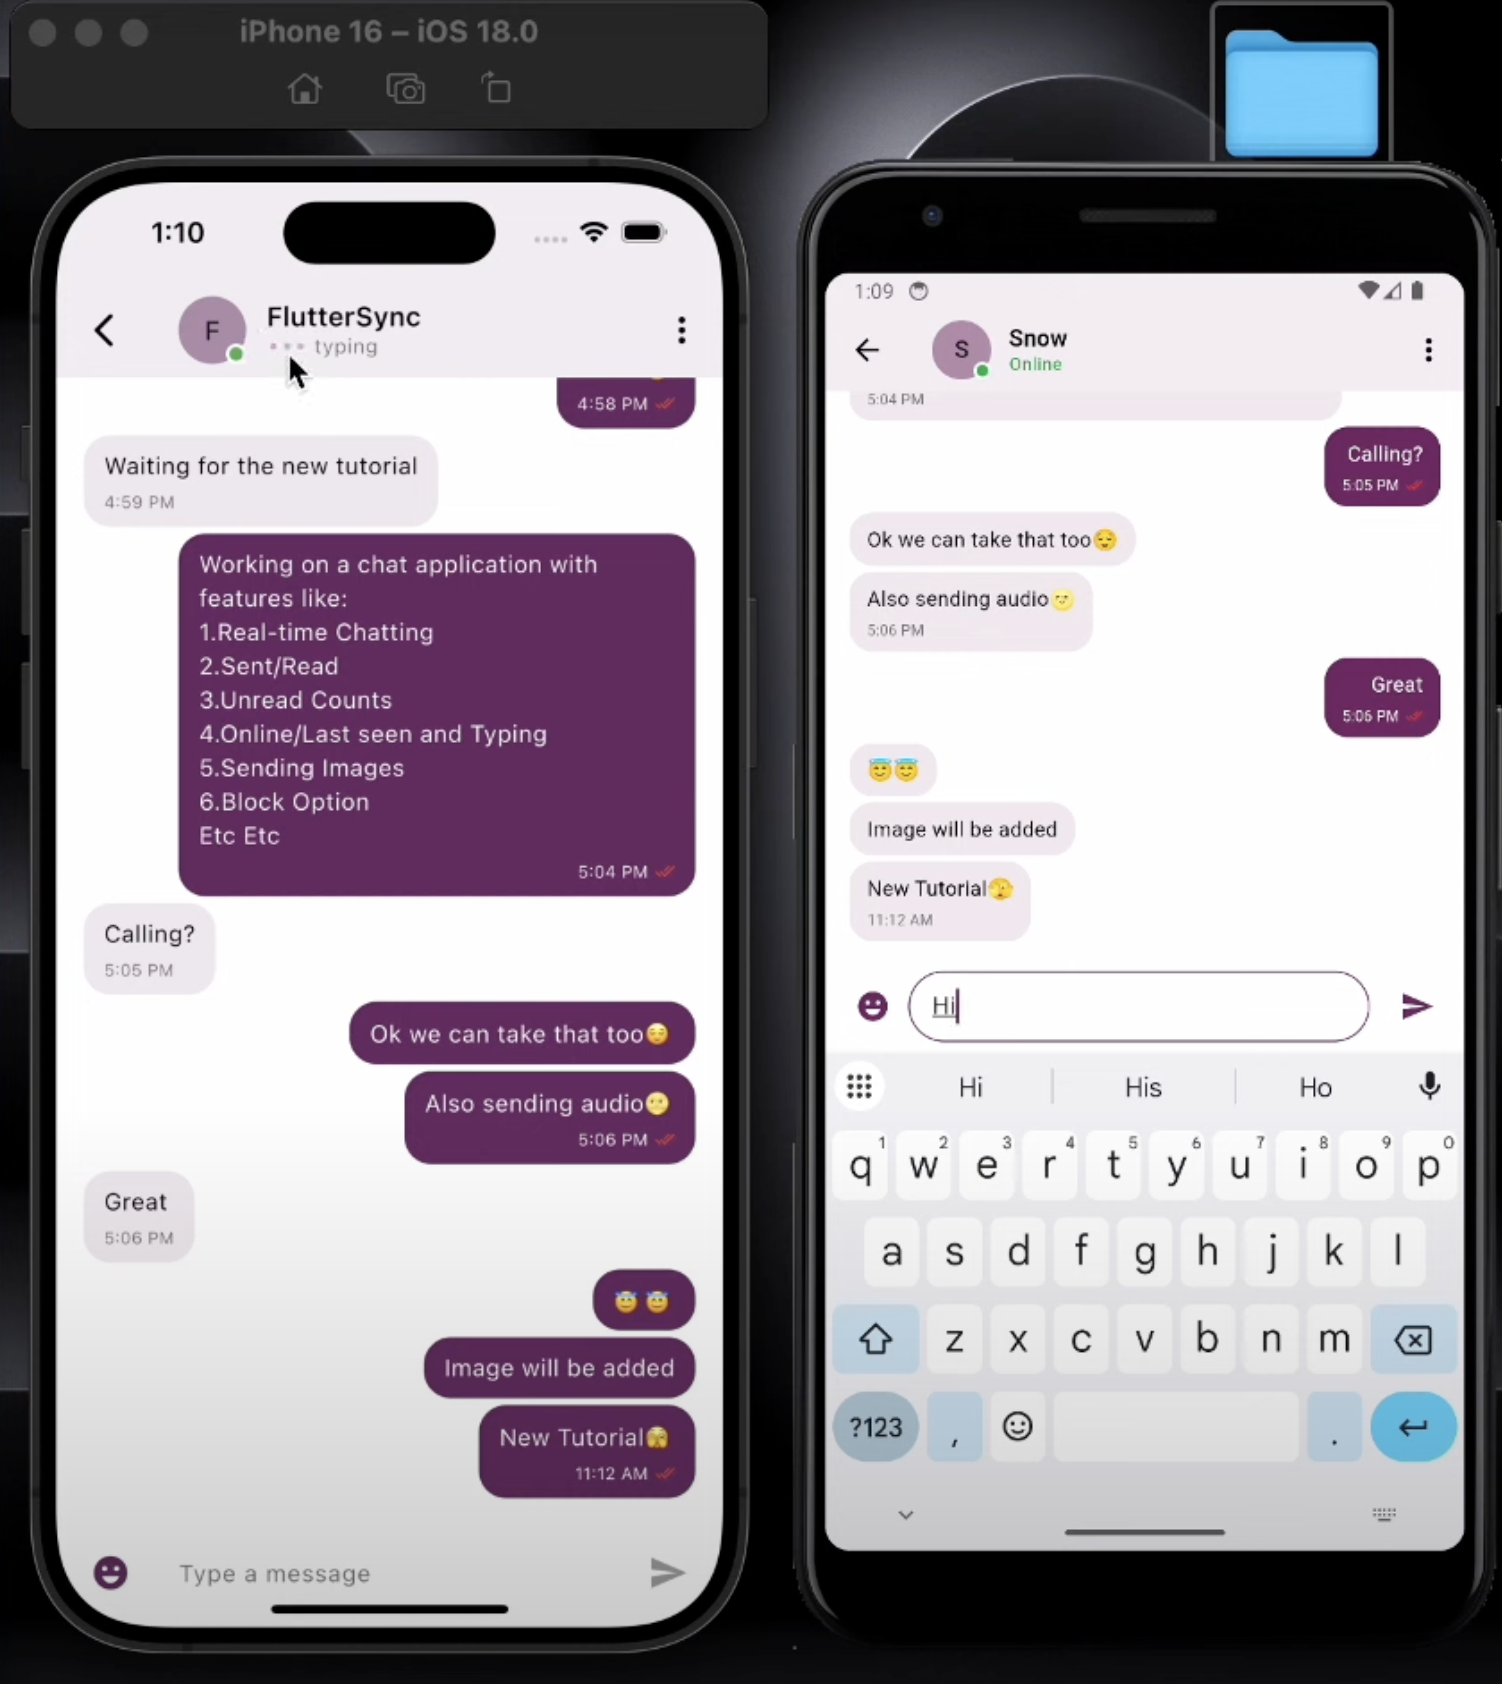 iPhone 16 – iOS 18.0
1:10
F
FlutterSync
typing
4:58 PM
Waiting for the new tutorial
4:59 PM
Working on a chat application with
features like:
1.Real-time Chatting
2.Sent/Read
3.Unread Counts
4.Online/Last seen and Typing
5.Sending Images
6.Block Option
Etc Etc
5:04 PM
Calling?
5:05 PM
Ok we can take that too😌
Also sending audio🌝
5:06 PM
Great
5:06 PM
😇😇
Image will be added
New Tutorial🫣
11:12 AM
Type a message
1:09
S
Snow
Online
5:04 PM
Calling?
5:05 PM
Ok we can take that too😌
Also sending audio🌝
5:06 PM
Great
5:06 PM
😇😇
Image will be added
New Tutorial🫣
11:12 AM
Hi
Hi His Ho
1 2 3 4 5 6 7 8 9 0
q w e r t y u i o p
a s d f g h j k l
z x c v b n m
?123 , .